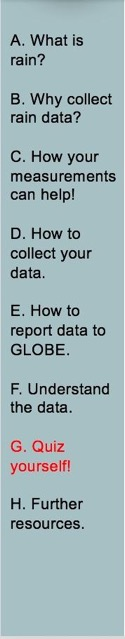 A. What is
rain?
B. Why collect
rain data?
C. How your
measurements
can help!
D. How to
collect your
data.
E. How to
report data to
GLOBE.
F. Understand
the data.
G. Quiz
yourself!
H. Further
resources.